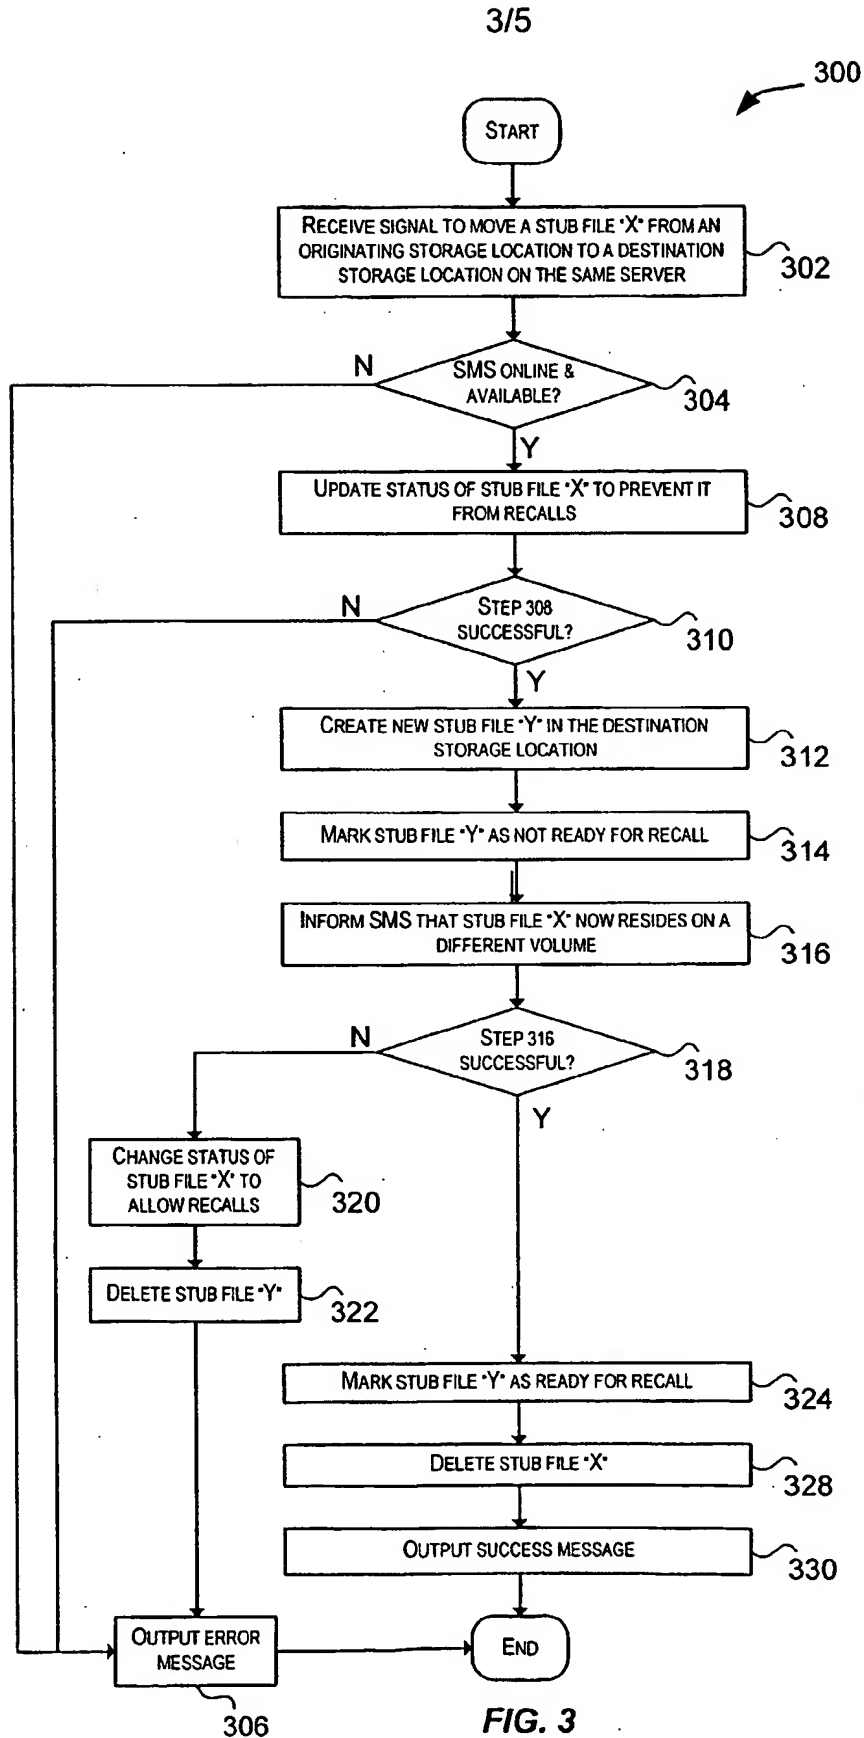 3/5
300
START
RECEIVE SIGNAL TO MOVE A STUB FILE "X" FROM AN
ORIGINATING STORAGE LOCATION TO A DESTINATION
STORAGE LOCATION ON THE SAME SERVER
302
N
SMS ONLINE &
AVAILABLE?
304
Y
UPDATE STATUS OF STUB FILE "X" TO PREVENT IT
FROM RECALLS
308
N
STEP 308
SUCCESSFUL?
310
Y
CREATE NEW STUB FILE "Y" IN THE DESTINATION
STORAGE LOCATION
312
MARK STUB FILE "Y" AS NOT READY FOR RECALL
314
INFORM SMS THAT STUB FILE "X" NOW RESIDES ON A
DIFFERENT VOLUME
316
N
STEP 316
SUCCESSFUL?
318
Y
CHANGE STATUS OF
STUB FILE "X" TO
ALLOW RECALLS
320
DELETE STUB FILE "Y"
322
MARK STUB FILE "Y" AS READY FOR RECALL
324
DELETE STUB FILE "X"
328
OUTPUT SUCCESS MESSAGE
330
OUTPUT ERROR
MESSAGE
306
END
FIG. 3